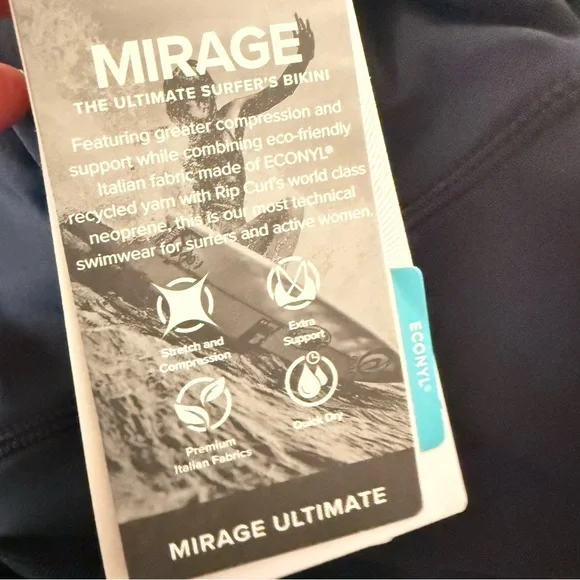 MIRAGE
THE ULTIMATE SURFER'S BIKINI
Featuring greater compression and
support while combining eco-friendly
Italian fabric made of ECONYL®
recycled yarn with Rip Curl's world class
neoprene, this is our most technical
swimwear for surfers and active women.
Stretch and
Compression
Extra
Support
Premium
Italian Fabrics
Quick Dry
ECONYL®
MIRAGE ULTIMATE